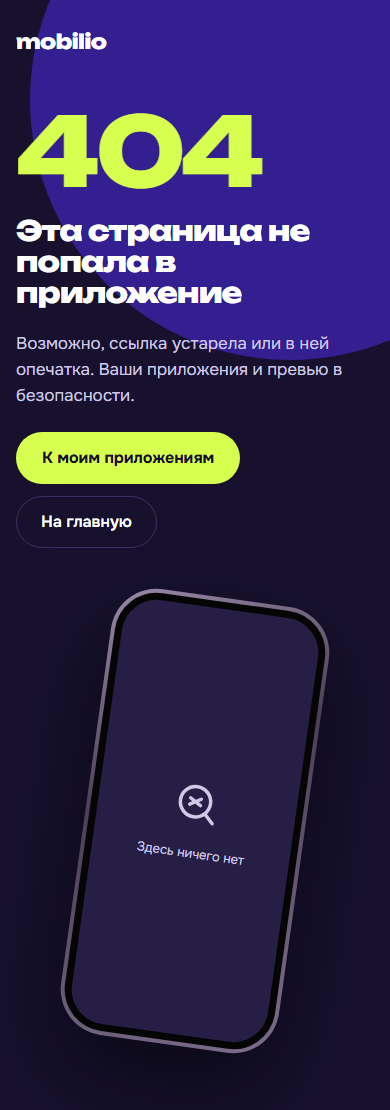 mobilio
404
Эта страница не
попала в
приложение
Возможно, ссылка устарела или в ней
опечатка. Ваши приложения и превью в
безопасности.
К моим приложениям
На главную
Здесь ничего нет